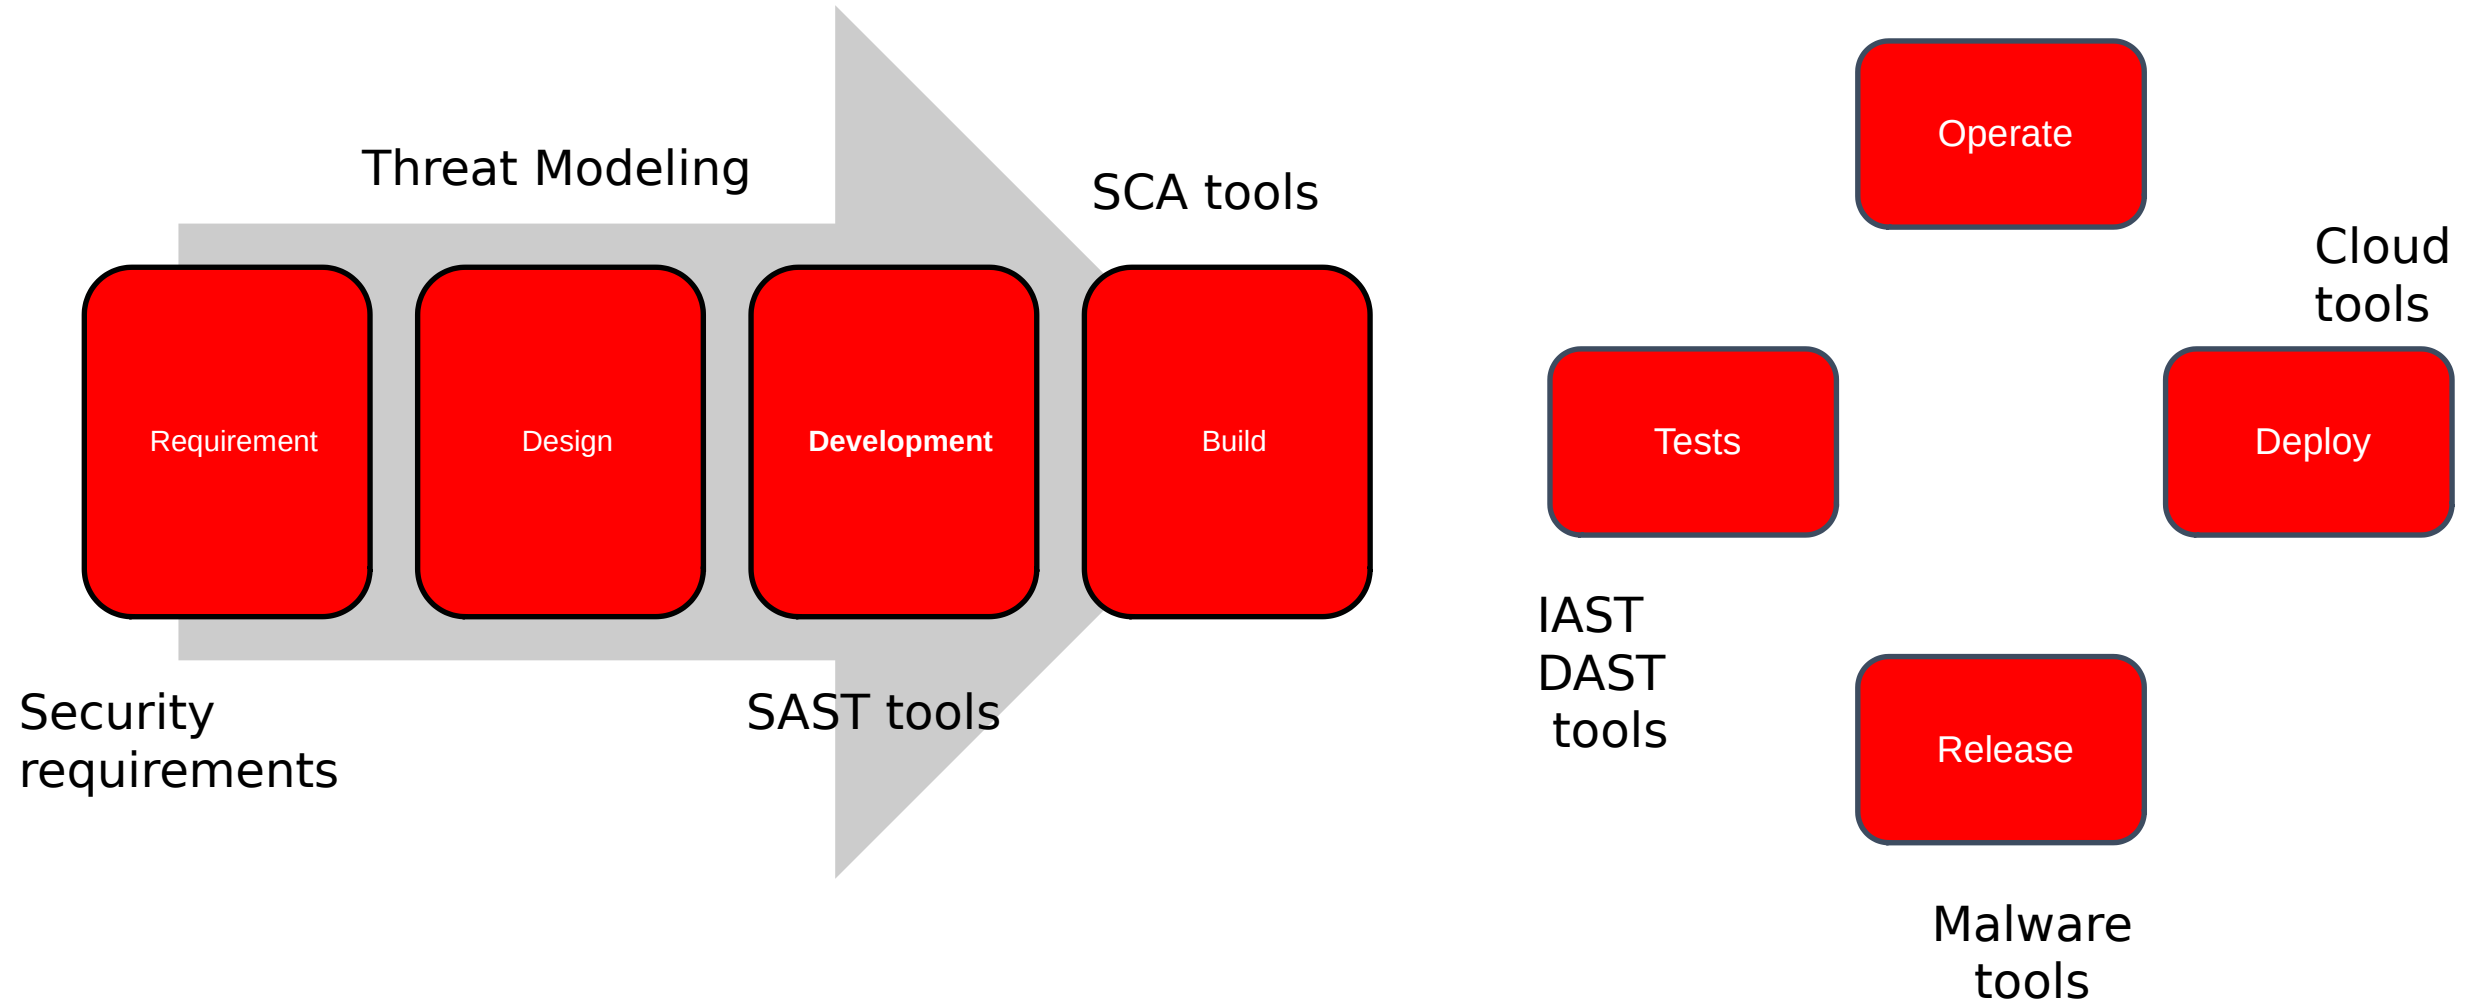 Threat Modeling
SCA tools
Requirement
Design
Development
Build
Security
requirements
SAST tools
Operate
Cloud
tools
Tests
Deploy
IAST
DAST
tools
Release
Malware
tools